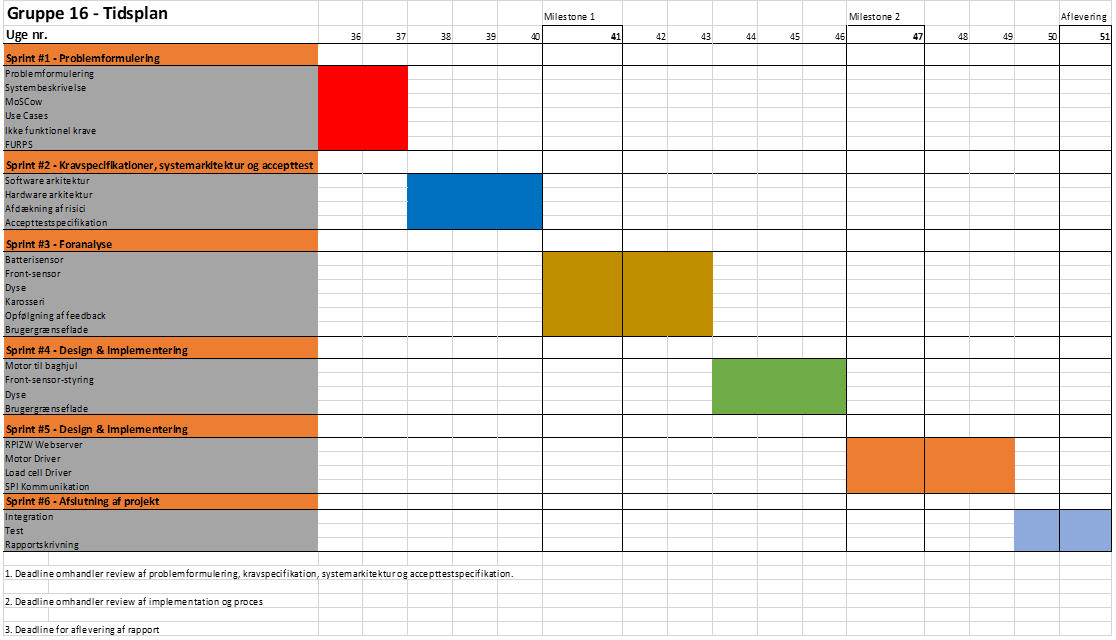 Gruppe 16 - Tidsplan
Milestone 1 Milestone 2 Aflevering
Uge nr. 36 37 38 39 40 41 42 43 44 45 46 47 48 49 50 51
Sprint #1 - Problemformulering
Problemformulering
Systembeskrivelse
MoSCow
Use Cases
Ikke funktionel krave
FURPS
Sprint #2 - Kravspecifikationer, systemarkitektur og accepttest
Software arkitektur
Hardware arkitektur
Afdækning af risici
Accepttestspecifikation
Sprint #3 - Foranalyse
Batterisensor
Front-sensor
Dyse
Karosseri
Opfølgning af feedback
Brugergrænseflade
Sprint #4 - Design & Implementering
Motor til baghjul
Front-sensor-styring
Dyse
Brugergrænseflade
Sprint #5 - Design & Implementering
RPIZW Webserver
Motor Driver
Load cell Driver
SPI Kommunikation
Sprint #6 - Afslutning af projekt
Integration
Test
Rapportskrivning
1. Deadline omhandler review af problemformulering, kravspecifikation, systemarkitektur og accepttestspecifikation.
2. Deadline omhandler review af implementation og proces
3. Deadline for aflevering af rapport